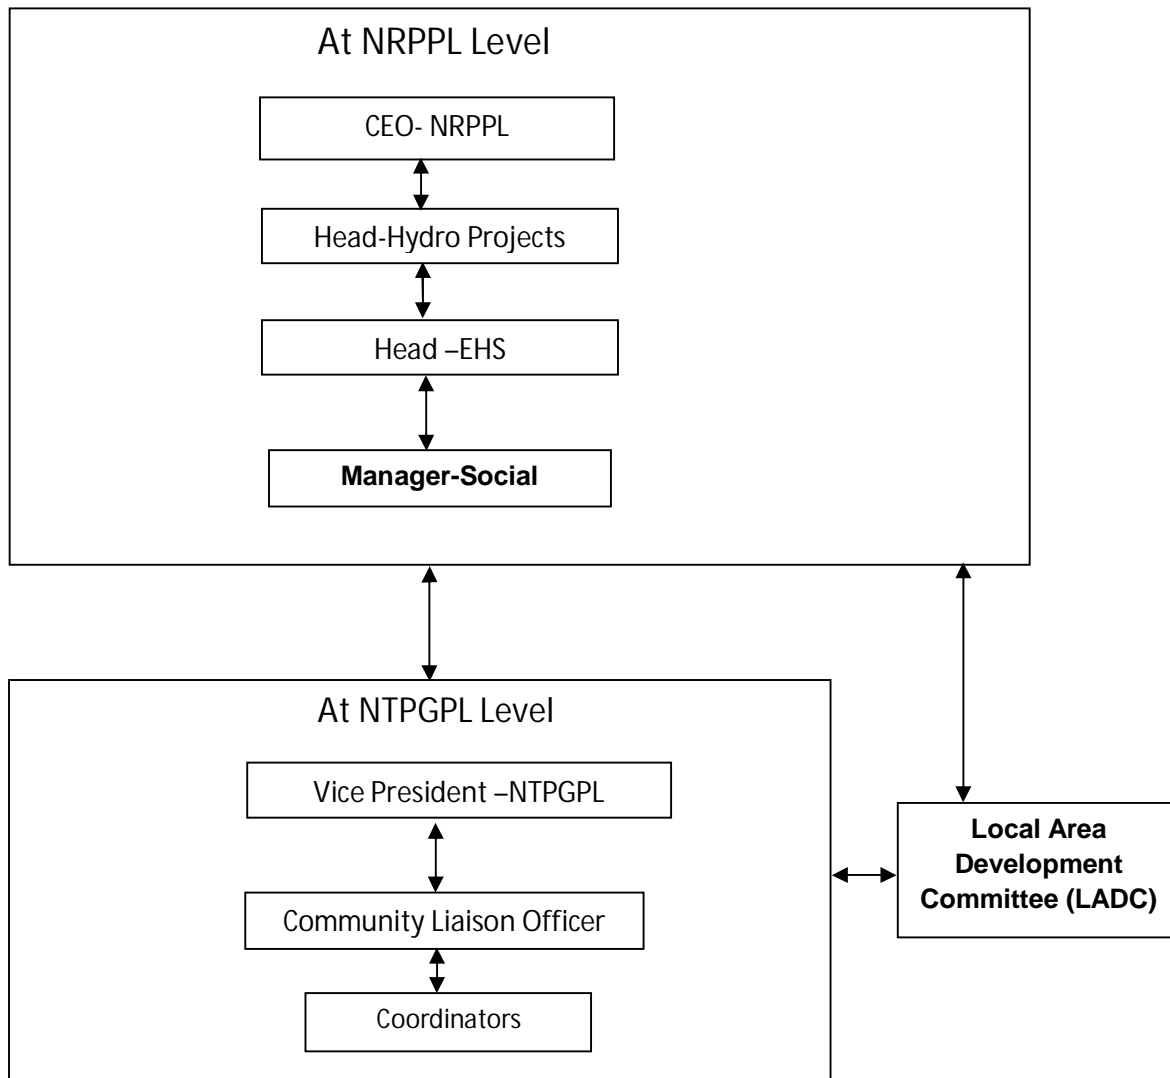 At NRPPL Level
CEO- NRPPL
Head-Hydro Projects
Head –EHS
Manager-Social
At NTPGPL Level
Vice President –NTPGPL
Community Liaison Officer
Coordinators
Local Area
Development
Committee (LADC)